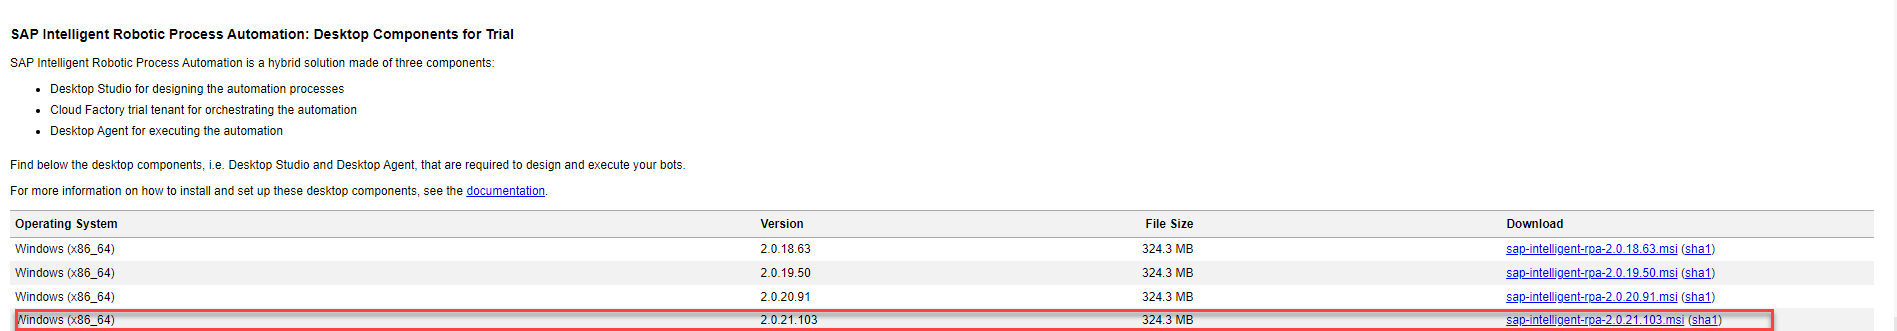 SAP Intelligent Robotic Process Automation: Desktop Components for Trial
SAP Intelligent Robotic Process Automation is a hybrid solution made of three components:
• Desktop Studio for designing the automation processes
• Cloud Factory trial tenant for orchestrating the automation
• Desktop Agent for executing the automation
Find below the desktop components, i.e. Desktop Studio and Desktop Agent, that are required to design and execute your bots.
For more information on how to install and set up these desktop components, see the documentation.
Operating System Version File Size Download
Windows (x86_64) 2.0.18.63 324.3 MB sap-intelligent-rpa-2.0.18.63.msi (sha1)
Windows (x86_64) 2.0.19.50 324.3 MB sap-intelligent-rpa-2.0.19.50.msi (sha1)
Windows (x86_64) 2.0.20.91 324.3 MB sap-intelligent-rpa-2.0.20.91.msi (sha1)
Windows (x86_64) 2.0.21.103 324.3 MB sap-intelligent-rpa-2.0.21.103.msi (sha1)